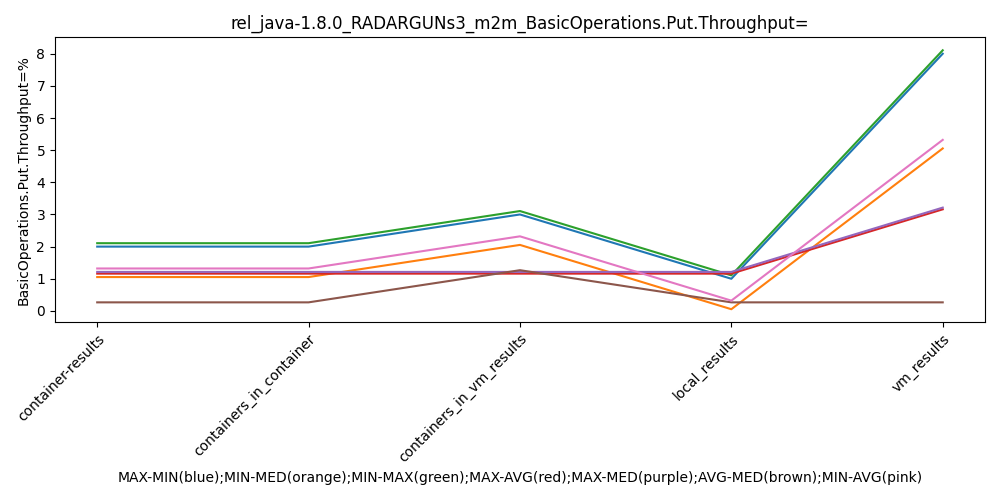 rel_java-1.8.0_RADARGUNs3_m2m_BasicOperations.Put.Throughput=
BasicOperations.Put.Throughput=%
8
7
6
5
4
3
2
1
0
container-results
containers_in_container
containers_in_vm_results
local_results
vm_results
MAX-MIN(blue);MIN-MED(orange);MIN-MAX(green);MAX-AVG(red);MAX-MED(purple);AVG-MED(brown);MIN-AVG(pink)